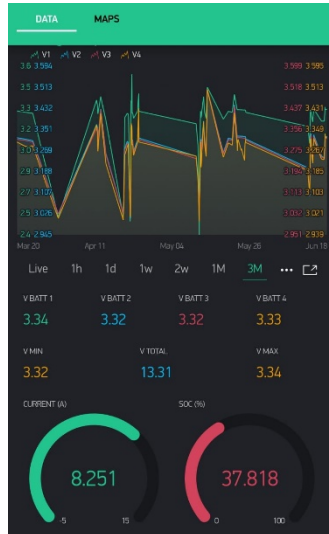 DATA MAPS
V1 V2 V3 V4
3.6 3.594 3.599 3.595
3.5 3.513 3.518 3.513
3.3 3.432 3.437 3.431
3.2 3.351 3.356 3.349
3.0 3.269 3.275 3.267
2.9 3.188 3.194 3.185
2.7 3.107 3.113 3.103
2.5 3.026 3.032 3.021
2.4 2.945 2.951 2.939
Mar 20 Apr 11 May 04 May 26 Jun 18
Live 1h 1d 1w 2w 1M 3M
V BATT 1 V BATT 2 V BATT 3 V BATT 4
3.34 3.32 3.32 3.33
V MIN V TOTAL V MAX
3.32 13.31 3.34
CURRENT (A) SOC (%)
8.251 37.818
-5 15 0 100